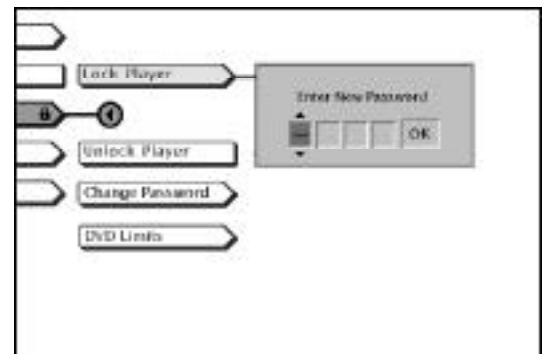 Lock Player
Enter New Password
OK
Unlock Player
Change Password
DVD Limits